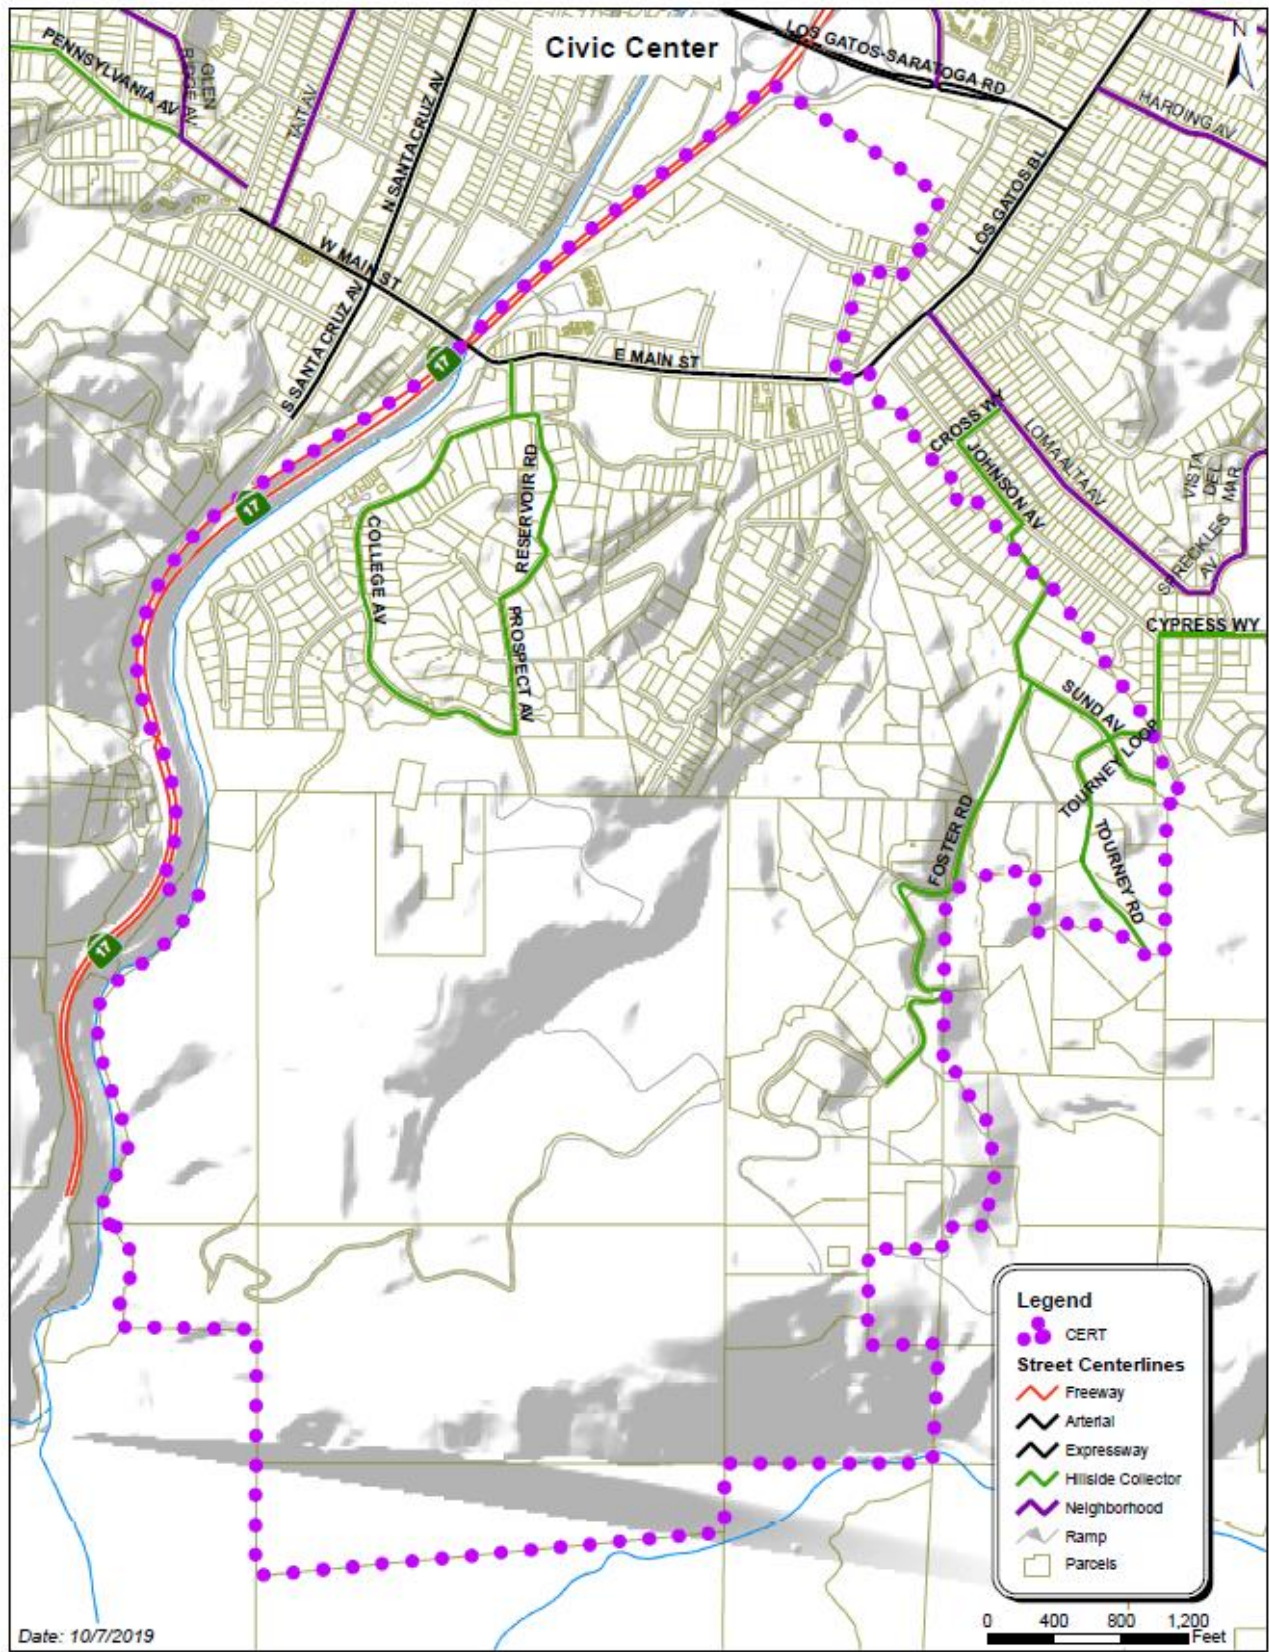 Civic Center
N
LOS GATOS-SARATOGA RD
PENNSYLVANIA AV
GLEN
RIDGE AV
TAIT AV
N SANTACRUZ AV
HARDING AV
LOS GATOS BL
W MAIN ST
S SANTA CRUZ AV
17
E MAIN ST
17
CROSS WY
LOMA ALTA AV
JOHNSON AV
VISTA
DEL
MAR
SPRECKLES
AV
RESERVOIR RD
COLLEGE AV
PROSPECT AV
CYPRESS WY
SUND AV
TOURNEY LOOP
FOSTER RD
TOURNEY RD
17
Legend
CERT
Street Centerlines
Freeway
Arterial
Expressway
Hillside Collector
Neighborhood
Ramp
Parcels
0 400 800 1,200
Feet
Date: 10/7/2019